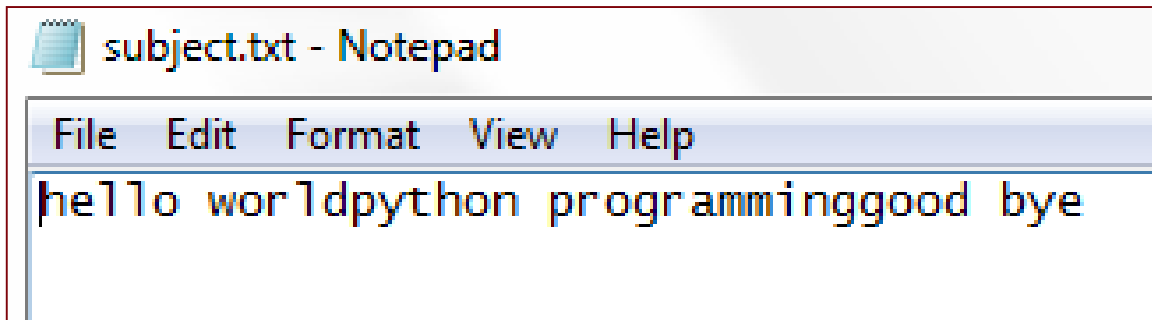 subject.txt - Notepad
File Edit Format View Help
hello worldpython programminggood bye